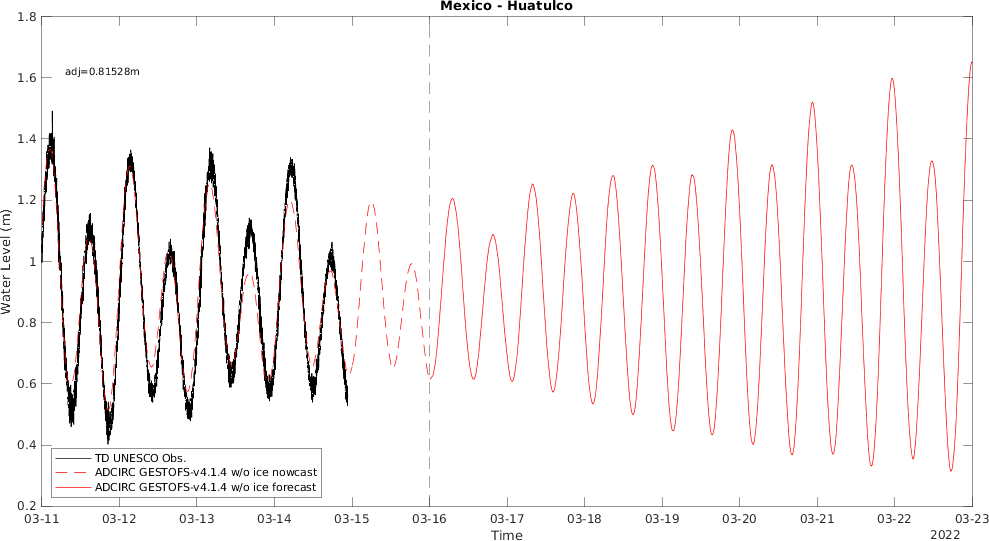 Mexico - Huatulco
adj=0.81528m
Water Level (m)
1.8
1.6
1.4
1.2
1
0.8
0.6
0.4
0.2
TD UNESCO Obs.
ADCIRC GESTOFS-v4.1.4 w/o ice nowcast
ADCIRC GESTOFS-v4.1.4 w/o ice forecast
03-11 03-12 03-13 03-14 03-15 03-16 03-17 03-18 03-19 03-20 03-21 03-22 03-23
Time
2022